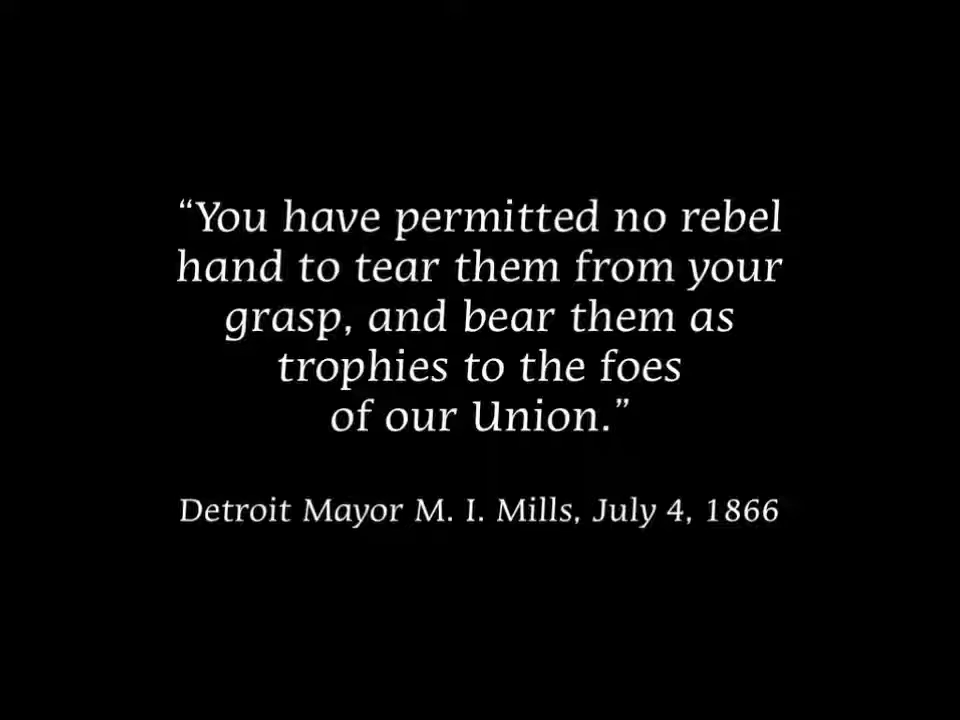 “You have permitted no rebel
hand to tear them from your
grasp, and bear them as
trophies to the foes
of our Union.”
Detroit Mayor M. I. Mills, July 4, 1866